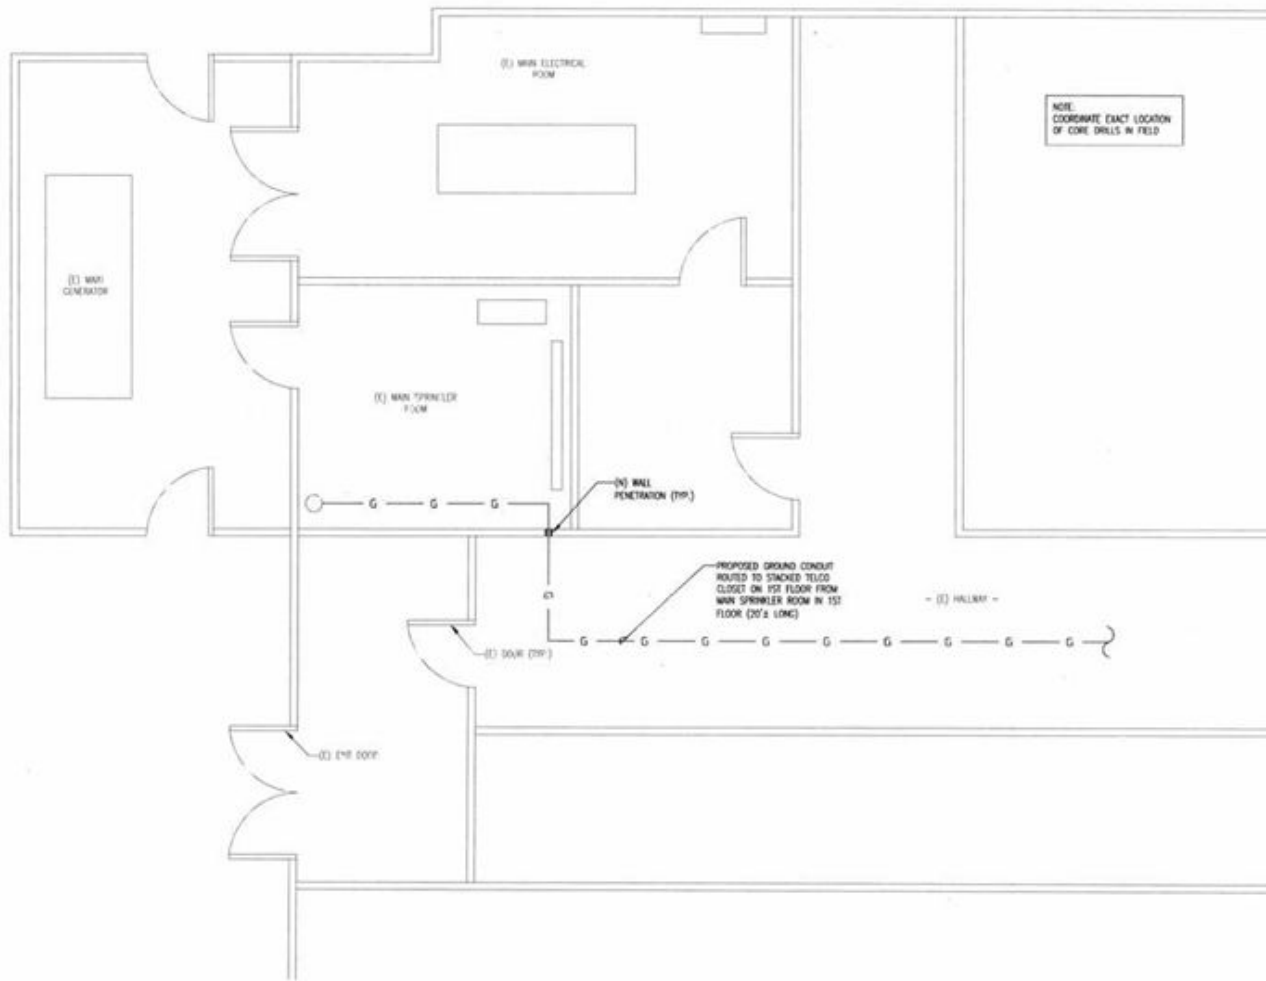 (E) MAIN ELECTRICAL
ROOM
NOTE:
COORDINATE EXACT LOCATION
OF CORE DRILLS IN FIELD
(E) MAIN
GENERATOR
(E) MAIN SPRINKLER
ROOM
(N) WALL
PENETRATION (TYP.)
G G G
G
PROPOSED GROUND CONDUIT
ROUTED TO STACKED TELCO
CLOSET ON 1ST FLOOR FROM
MAIN SPRINKLER ROOM IN 1ST
FLOOR (20'± LONG)
- (E) HALLWAY -
G G G G G G G G G
(E) DOOR (TYP.)
(E) EXIT DOOR